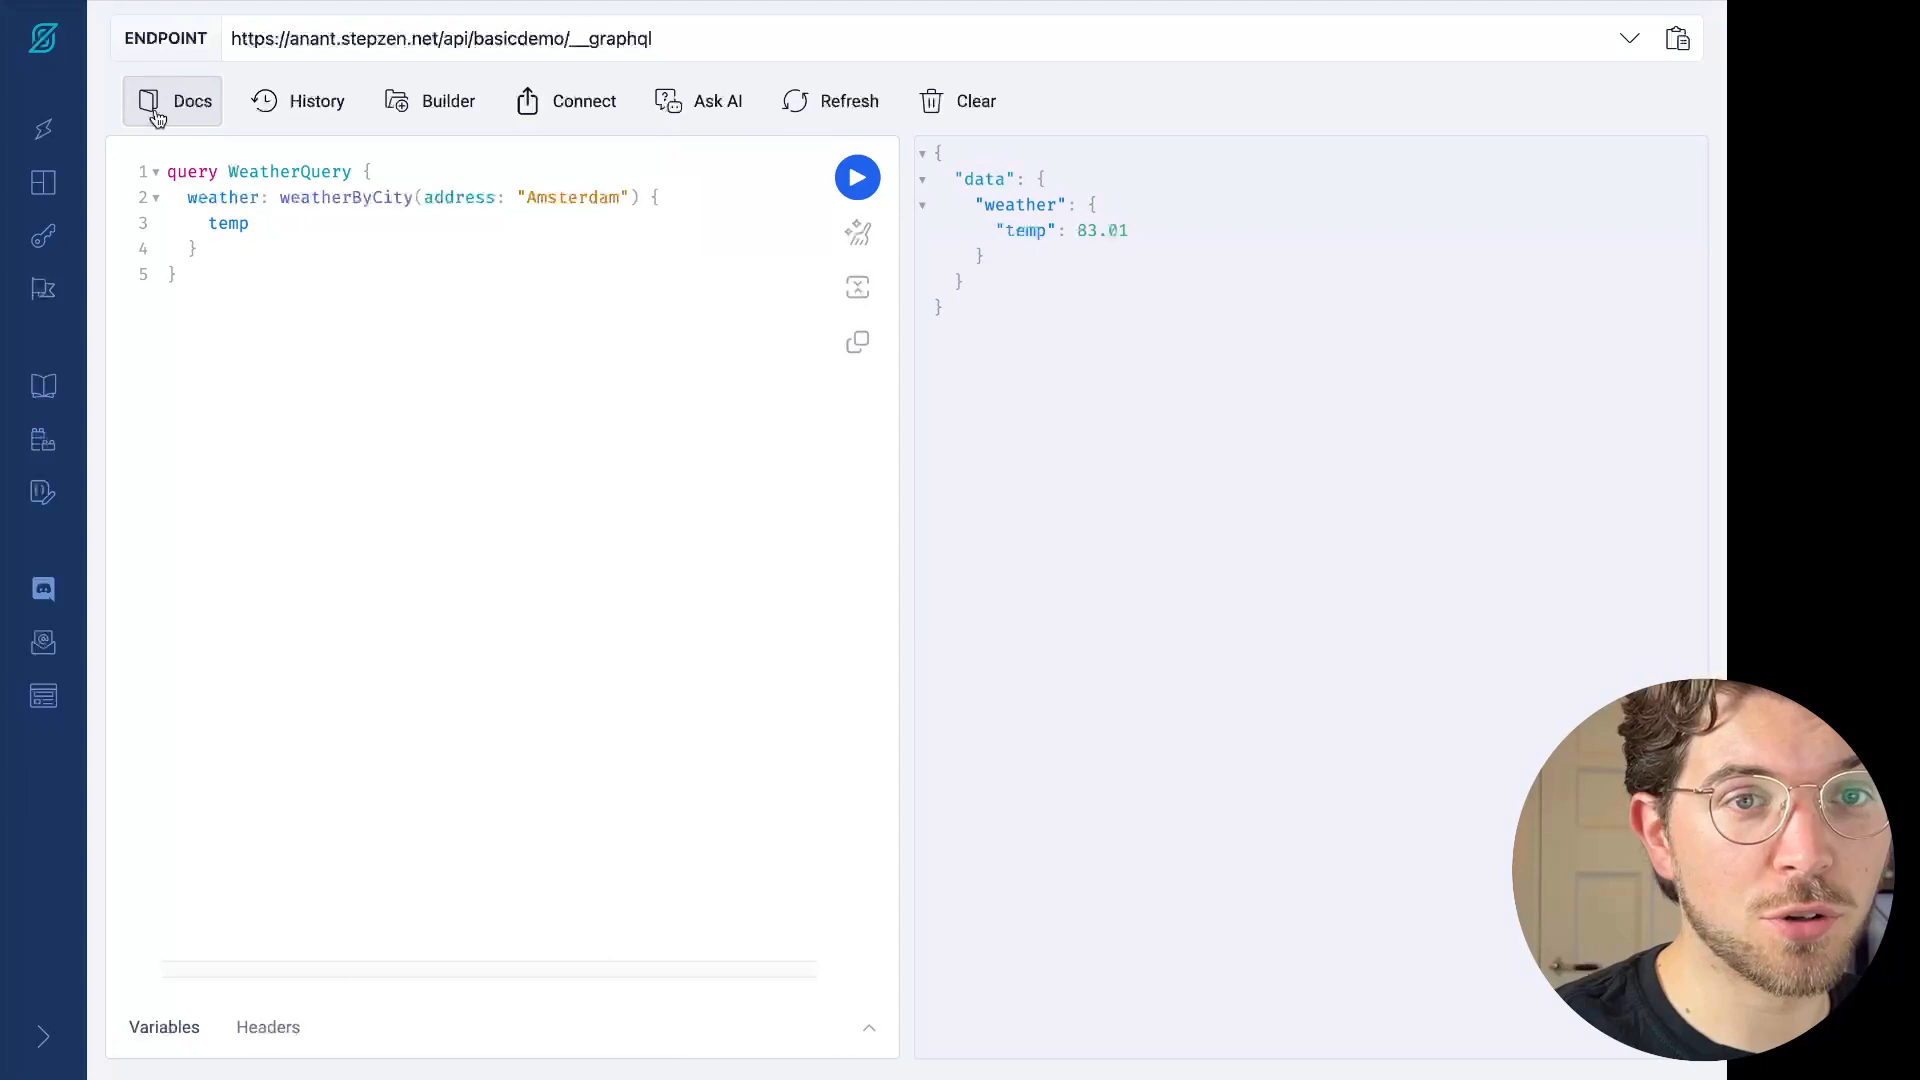 ENDPOINT https://anant.stepzen.net/api/basicdemo/__graphql
Docs History Builder Connect Ask AI Refresh Clear
1 query WeatherQuery {
2 weather: weatherByCity(address: "Amsterdam") {
3 temp
4 }
5 }
{
"data": {
"weather": {
"temp": 83.01
}
}
}
Variables Headers